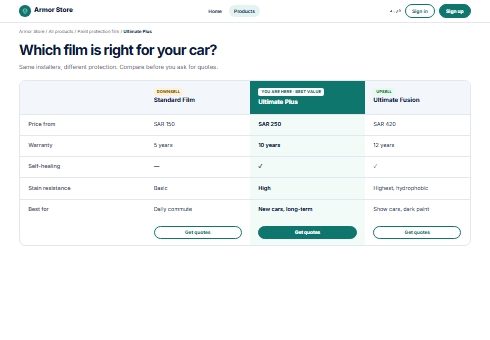 Armor Store
Home
Products
Sign in
Sign up
Armor Store / All products / Paint protection film / Ultimate Plus
Which film is right for your car?
Same installers, different protection. Compare before you ask for quotes.
DOWNSELL
Standard Film
YOU ARE HERE · BEST VALUE
Ultimate Plus
UPSELL
Ultimate Fusion
Price from SAR 150 SAR 250 SAR 420
Warranty 5 years 10 years 12 years
Self-healing — ✓ ✓
Stain resistance Basic High Highest, hydrophobic
Best for Daily commute New cars, long-term Show cars, dark paint
Get quotes Get quotes Get quotes